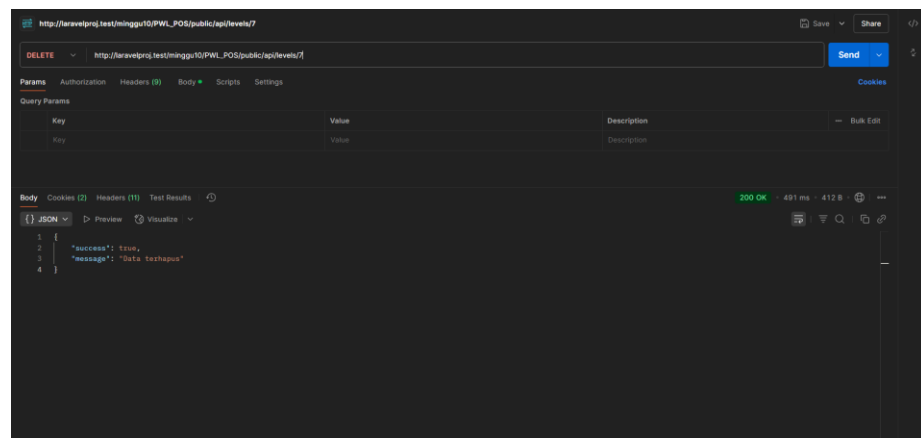 http://laravelproj.test/minggu10/PWL_POS/public/api/levels/7 Save Share
DELETE http://laravelproj.test/minggu10/PWL_POS/public/api/levels/7 Send
Params Authorization Headers (9) Body Scripts Settings Cookies
Query Params
Key Value Description Bulk Edit
Key Value Description
Body Cookies (2) Headers (11) Test Results 200 OK 491 ms 412 B
{} JSON Preview Visualize
1 {
2 "success": true,
3 "message": "Data terhapus"
4 }